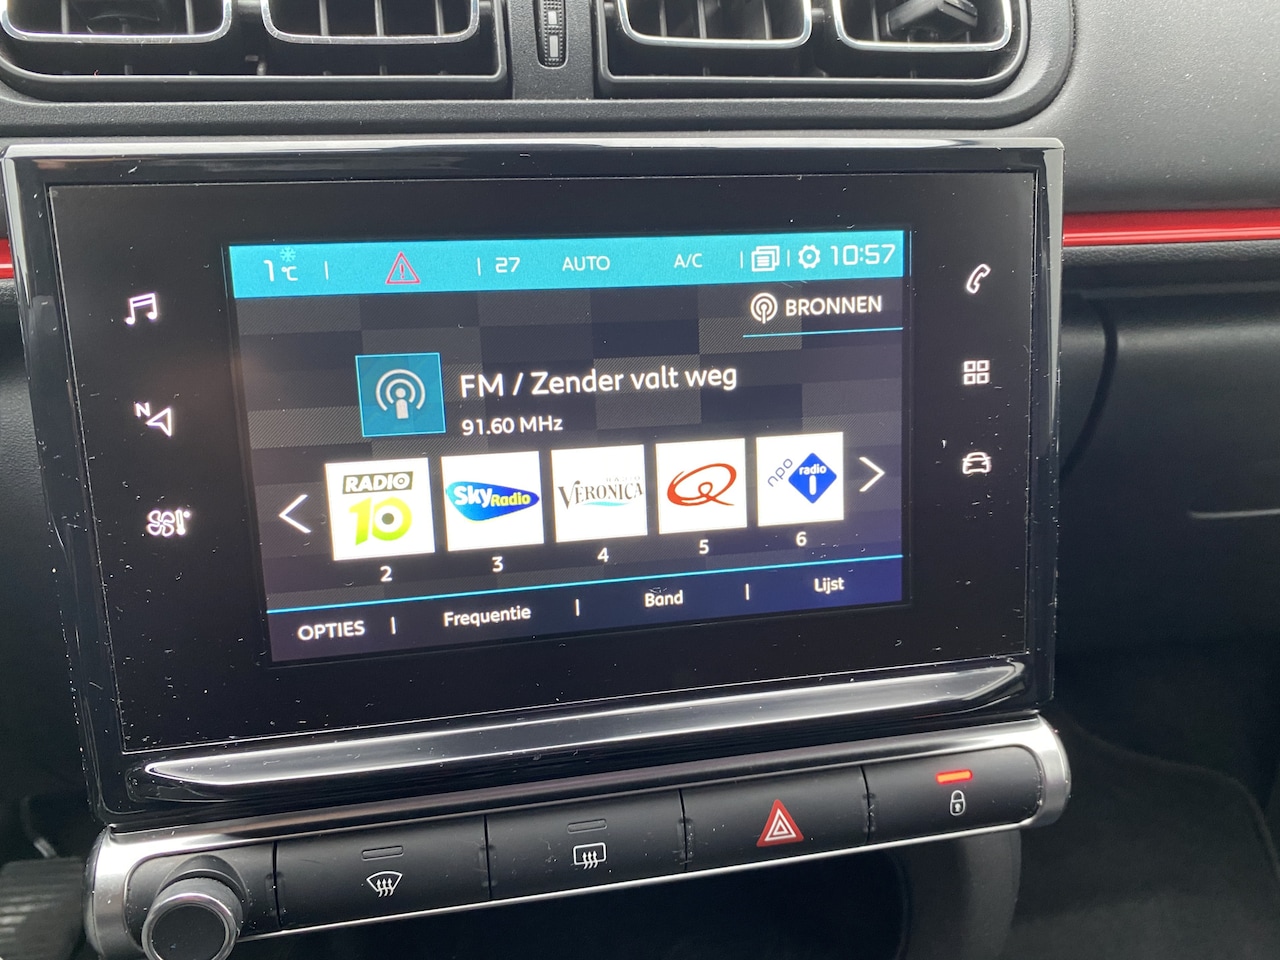 1°C 27 AUTO A/C 10:57
BRONNEN
FM / Zender valt weg
91.60 MHz
N
RADIO
10
Sky Radio
VERONICA
Q
npo
radio
1
2 3 4 5 6
OPTIES Frequentie Band Lijst